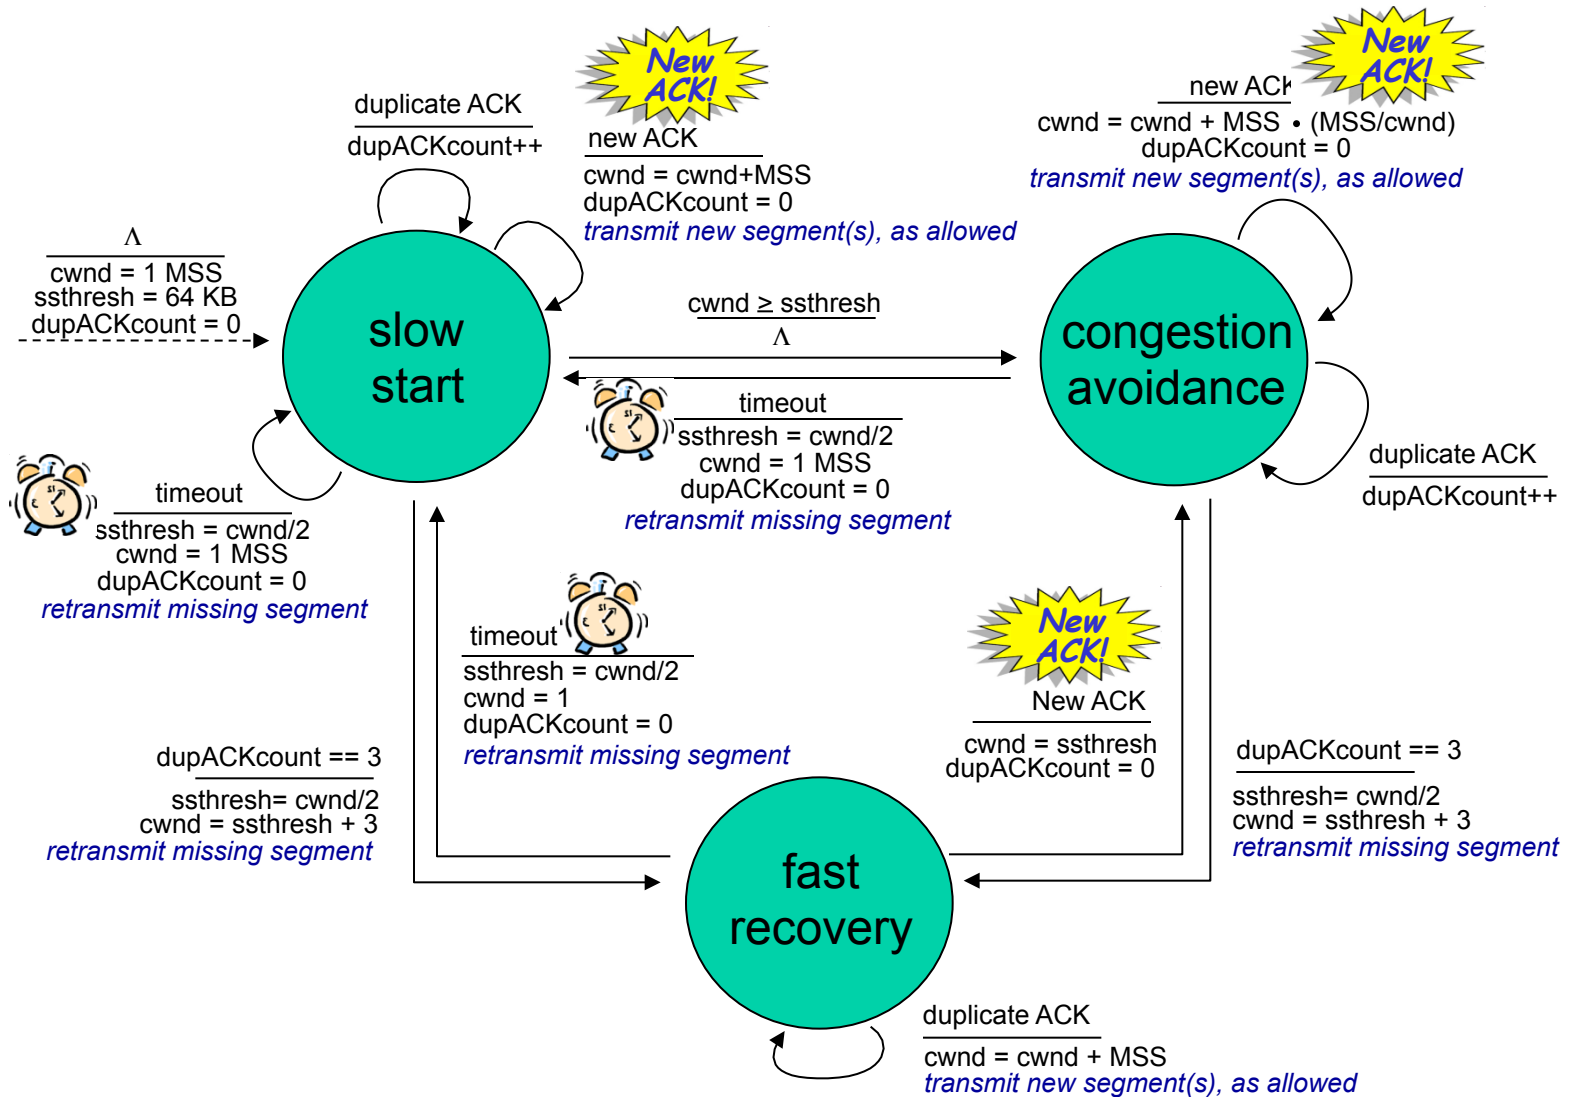 New
ACK!
duplicate ACK
dupACKcount++
new ACK
cwnd = cwnd+MSS
dupACKcount = 0
transmit new segment(s), as allowed
New
ACK!
new ACK
cwnd = cwnd + MSS • (MSS/cwnd)
dupACKcount = 0
transmit new segment(s), as allowed
Λ
cwnd = 1 MSS
ssthresh = 64 KB
dupACKcount = 0
slow
start
cwnd ≥ ssthresh
Λ
congestion
avoidance
timeout
ssthresh = cwnd/2
cwnd = 1 MSS
dupACKcount = 0
retransmit missing segment
duplicate ACK
dupACKcount++
timeout
ssthresh = cwnd/2
cwnd = 1 MSS
dupACKcount = 0
retransmit missing segment
timeout
ssthresh = cwnd/2
cwnd = 1
dupACKcount = 0
retransmit missing segment
New
ACK!
New ACK
cwnd = ssthresh
dupACKcount = 0
dupACKcount == 3
ssthresh= cwnd/2
cwnd = ssthresh + 3
retransmit missing segment
dupACKcount == 3
ssthresh= cwnd/2
cwnd = ssthresh + 3
retransmit missing segment
fast
recovery
duplicate ACK
cwnd = cwnd + MSS
transmit new segment(s), as allowed